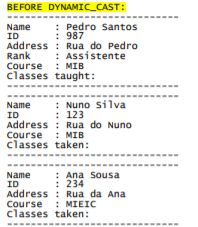 BEFORE DYNAMIC_CAST:
--------------------------------
Name    : Pedro Santos
ID      : 987
Address : Rua do Pedro
Rank    : Assistente
Course  : MIB
Classes taught:
--------------------------------
--------------------------------
Name    : Nuno Silva
ID      : 123
Address : Rua do Nuno
Course  : MIB
Classes taken:
--------------------------------
--------------------------------
Name    : Ana Sousa
ID      : 234
Address : Rua da Ana
Course  : MIEIC
Classes taken:
--------------------------------